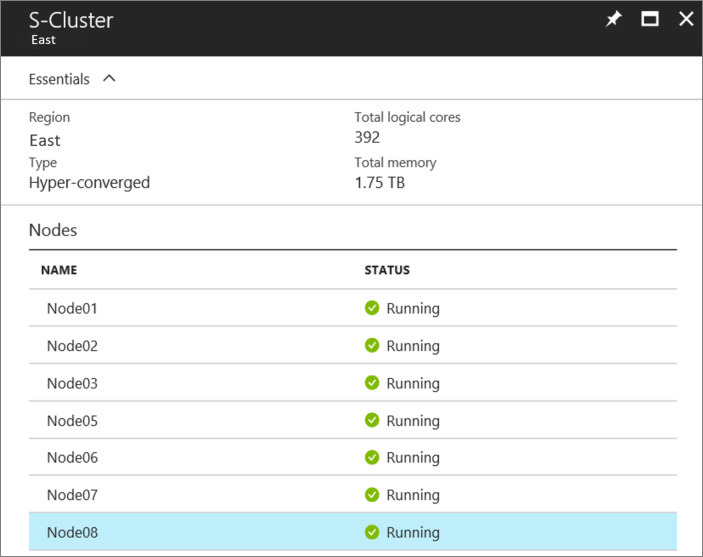 S-Cluster
East
Essentials
Region
East
Total logical cores
392
Type
Hyper-converged
Total memory
1.75 TB
Nodes
NAME STATUS
Node01 Running
Node02 Running
Node03 Running
Node05 Running
Node06 Running
Node07 Running
Node08 Running